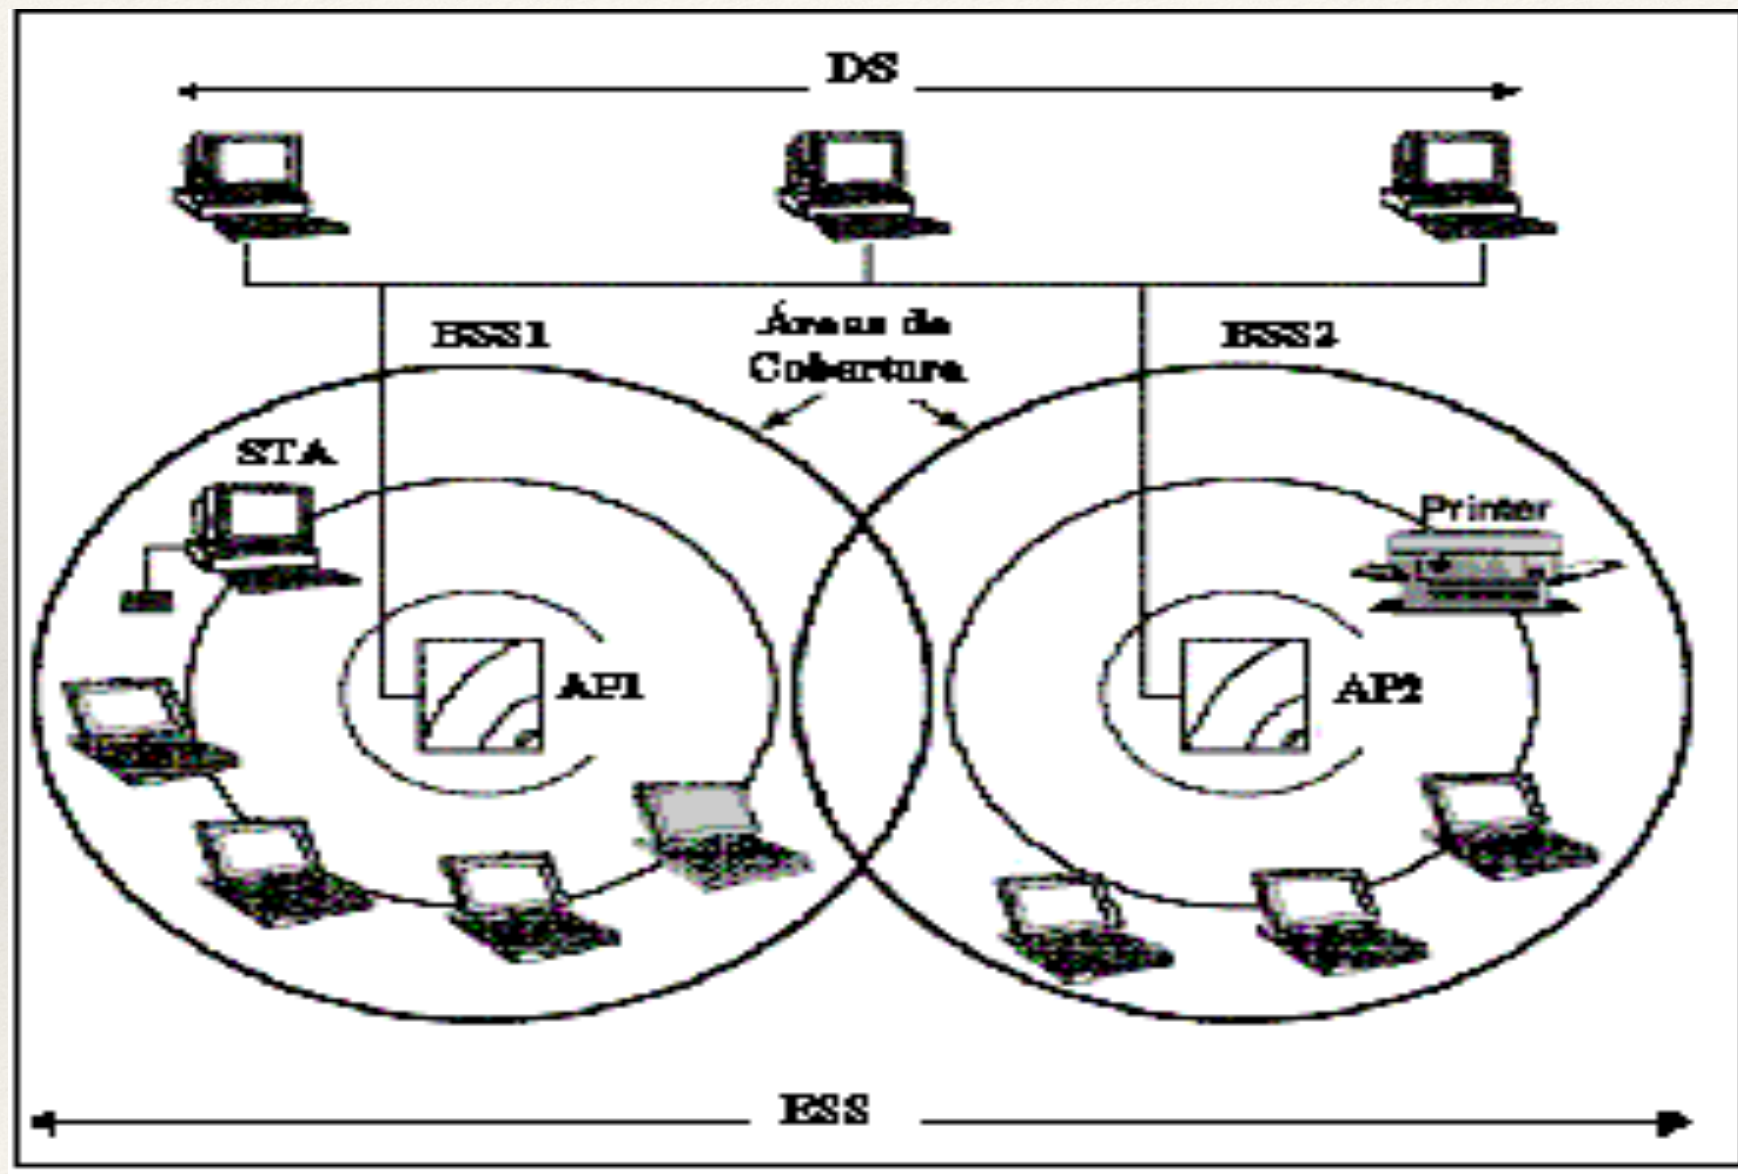 DS
BSS1
Áreas de
Cobertura
BSS2
STA
Printer
AP1
AP2
ESS